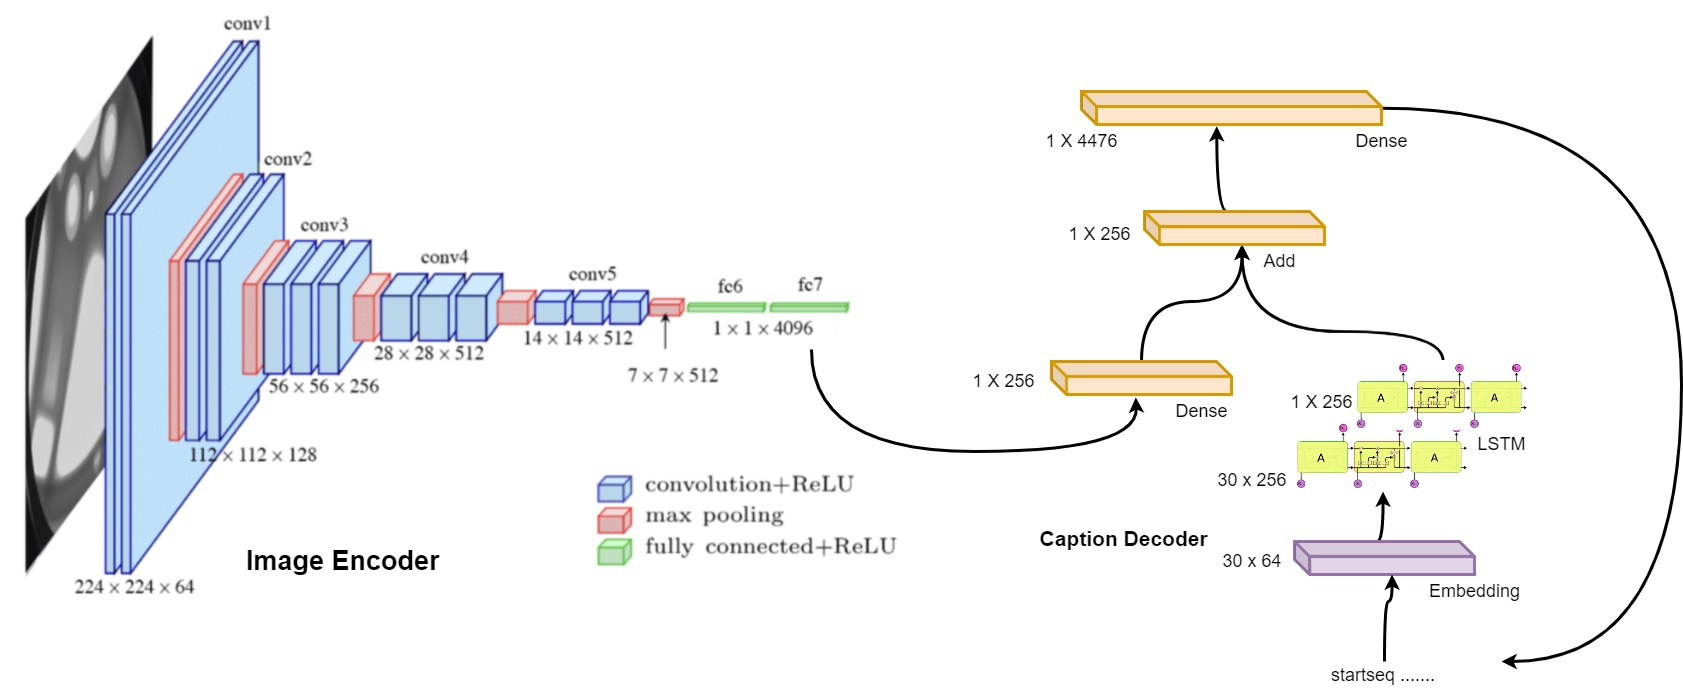 conv1
conv2
conv3
conv4
conv5
fc6
fc7
1 × 1 × 4096
14 × 14 × 512
28 × 28 × 512
7 × 7 × 512
56 × 56 × 256
112 × 112 × 128
224 × 224 × 64
convolution+ReLU
max pooling
fully connected+ReLU
Image Encoder
1 X 4476
Dense
1 X 256
Add
1 X 256
Dense
1 X 256
A
A
LSTM
30 x 256
A
A
Caption Decoder
30 x 64
Embedding
startseq .......